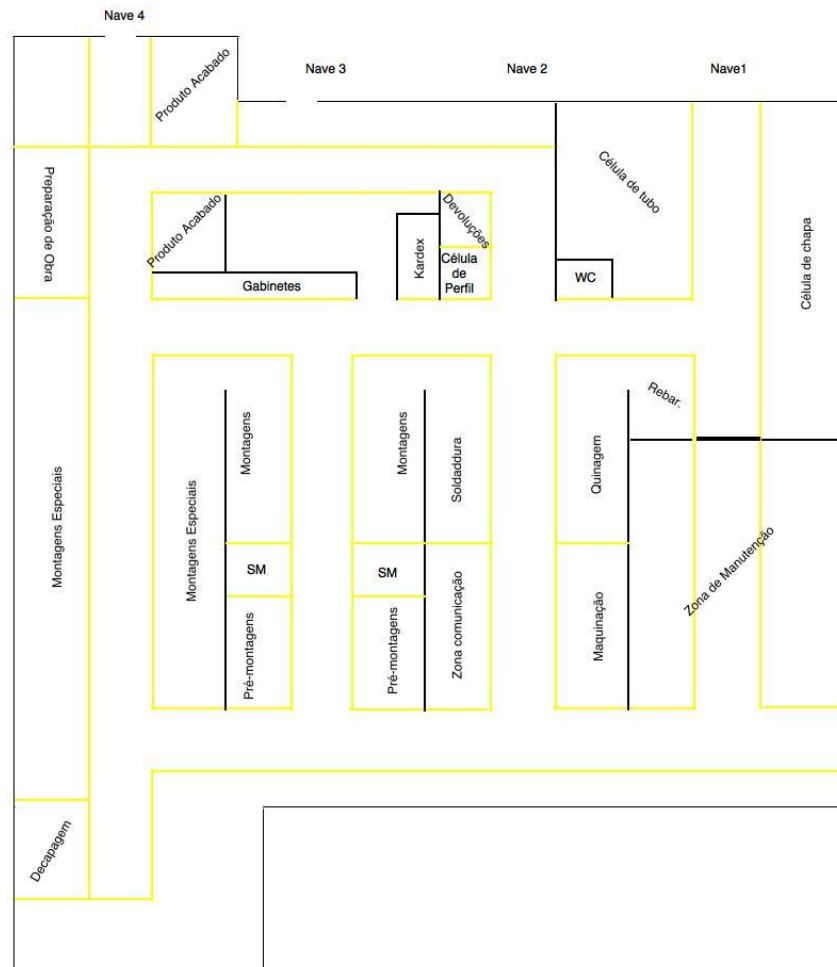 Nave 4
Nave 3
Nave 2
Nave1
Produto Acabado
Preparação de Obra
Produto Acabado
Gabinetes
Kardex
Devoluções
Célula
de
Perfil
Célula de tubo
WC
Célula de chapa
Montagens Especiais
Montagens Especiais
Montagens
SM
Pré-montagens
Montagens
SM
Pré-montagens
Soldaddura
Zona comunicação
Quinagem
Maquinação
Rebar.
Zona de Manutenção
Decapagem